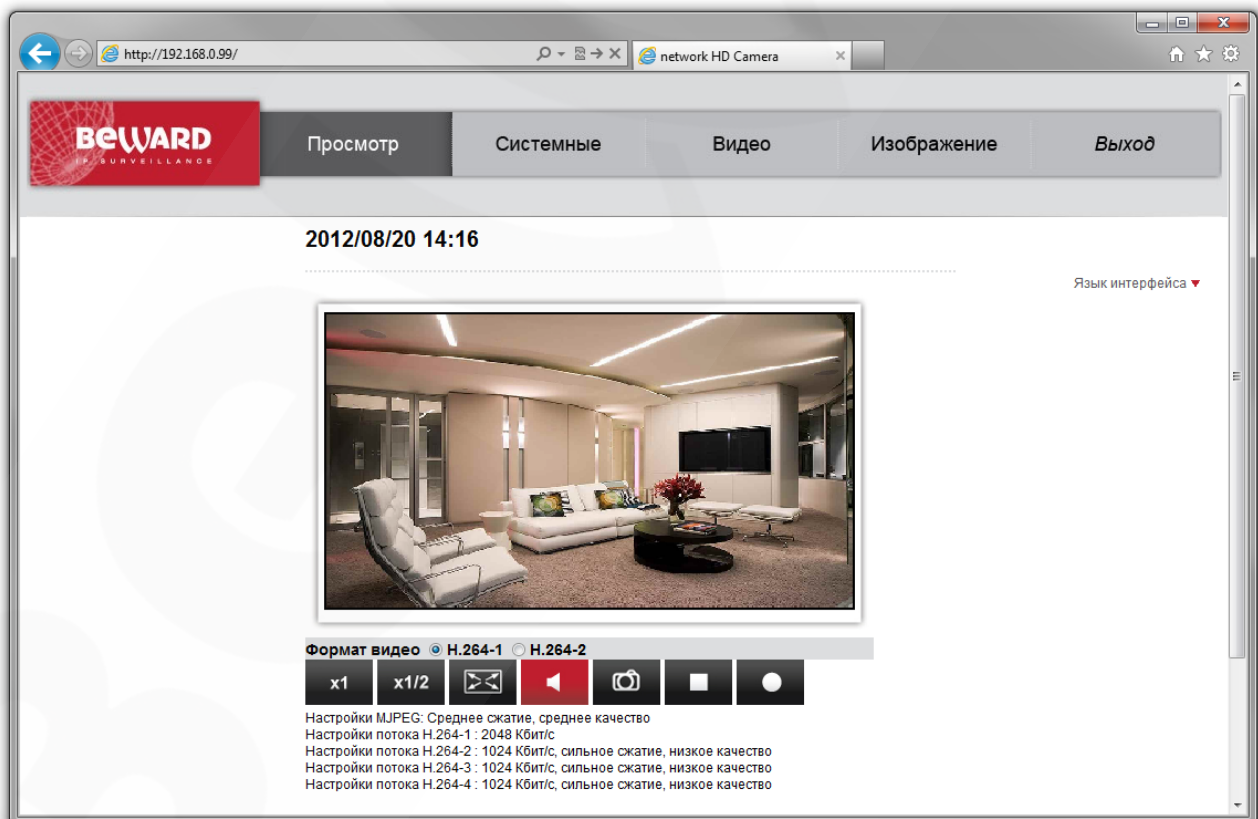 http://192.168.0.99/
network HD Camera
BEWARD
IP SURVEILLANCE
Просмотр
Системные
Видео
Изображение
Выход
2012/08/20 14:16
Язык интерфейса
Формат видео H.264-1 H.264-2
x1
x1/2
Настройки MJPEG: Среднее сжатие, среднее качество
Настройки потока H.264-1 : 2048 Кбит/с
Настройки потока H.264-2 : 1024 Кбит/с, сильное сжатие, низкое качество
Настройки потока H.264-3 : 1024 Кбит/с, сильное сжатие, низкое качество
Настройки потока H.264-4 : 1024 Кбит/с, сильное сжатие, низкое качество